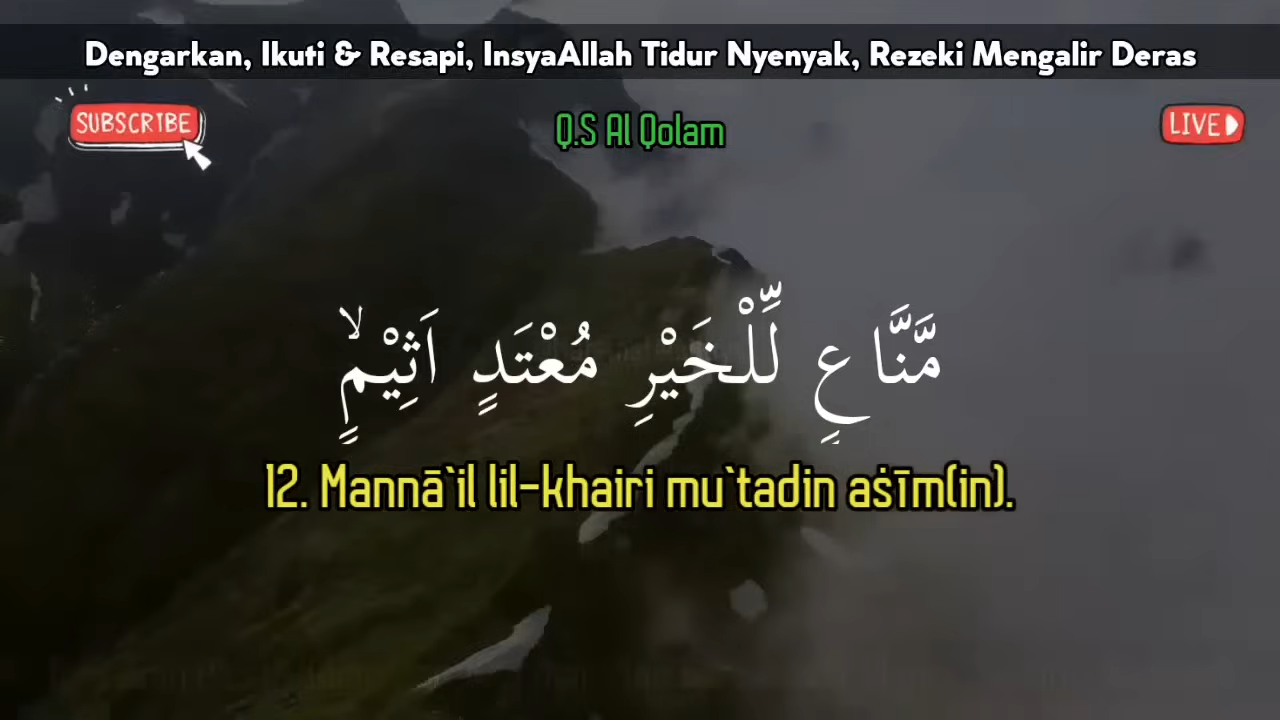 Dengarkan, Ikuti & Resapi, InsyaAllah Tidur Nyenyak, Rezeki Mengalir Deras
SUBSCRIBE
Q.S Al Qolam
LIVE
مَّنَّاعٍ لِّلْخَيْرِ مُعْتَدٍ اَثِيْمٍۙ
12. Mannā`il lil-khairi mu`tadin aṡīm(in).